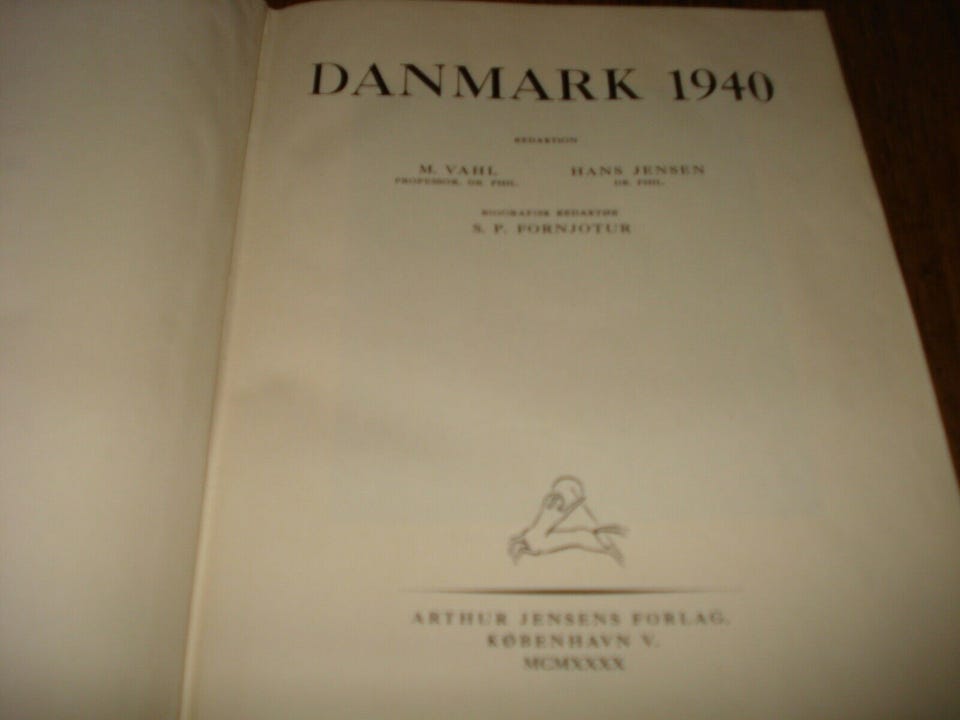 DANMARK 1940
REDAKTION
M. VAHL HANS JENSEN
PROFESSOR, DR. PHIL. DR. PHIL.
BIOGRAFISK REDAKTØR
S. P. FORNJOTUR
ARTHUR JENSENS FORLAG.
KØBENHAVN V.
MCMXXXX